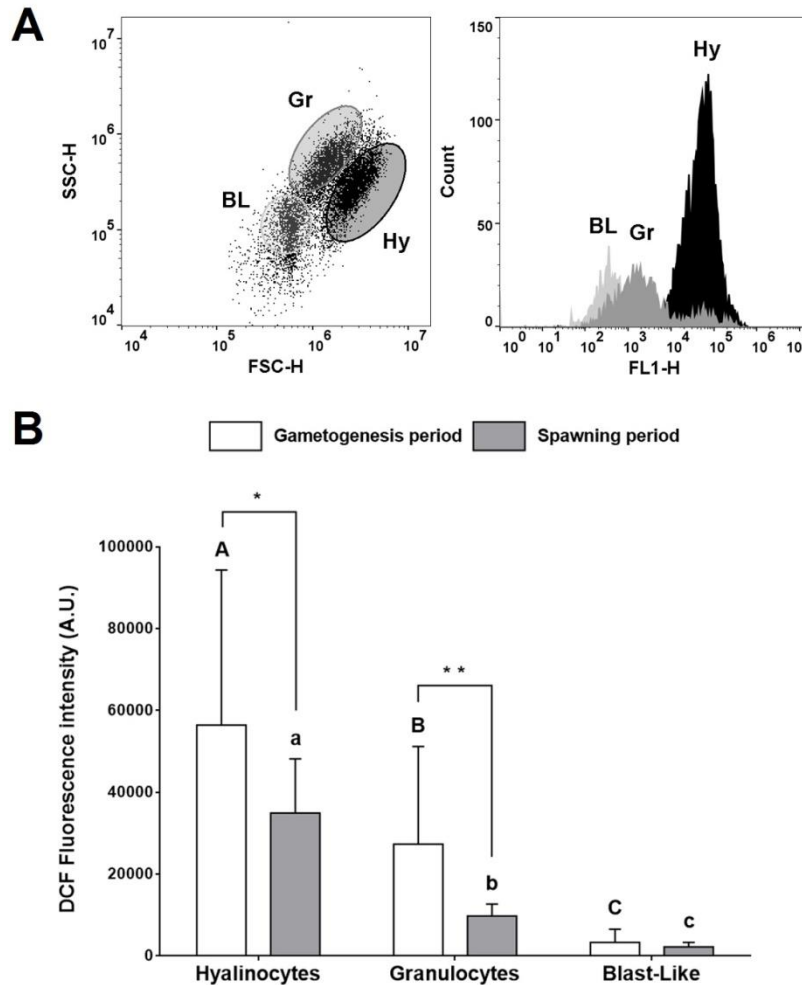 A
10^7
10^6
10^5
10^4
SSC-H
Gr
BL
Hy
10^4 10^5 10^6 10^7
FSC-H
150
100
50
0
Count
Hy
BL Gr
10^0 10^1 10^2 10^3 10^4 10^5 10^6 10^7
FL1-H
B
Gametogenesis period Spawning period
DCF Fluorescence intensity (A.U.)
100000
80000
60000
40000
20000
0
*
A
a
* *
B
b
C
c
Hyalinocytes Granulocytes Blast-Like